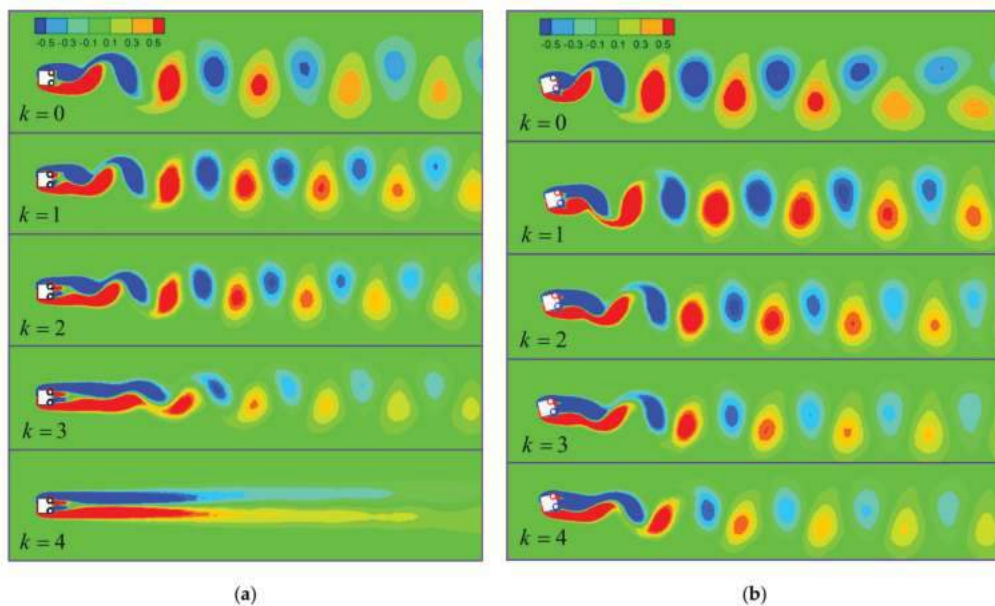 -0.5 -0.3 -0.1 0.1 0.3 0.5
k = 0
k = 1
k = 2
k = 3
k = 4
(a)
-0.5 -0.3 -0.1 0.1 0.3 0.5
k = 0
k = 1
k = 2
k = 3
k = 4
(b)